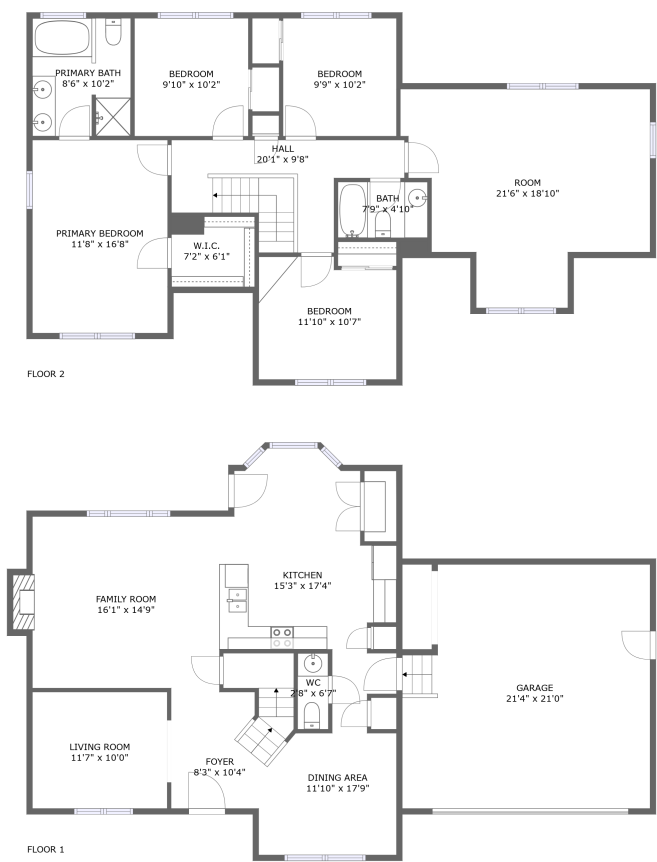 PRIMARY BATH
8'6" x 10'2"
BEDROOM
9'10" x 10'2"
BEDROOM
9'9" x 10'2"
HALL
20'1" x 9'8"
ROOM
21'6" x 18'10"
BATH
7'9" x 4'10"
PRIMARY BEDROOM
11'8" x 16'8"
W.I.C.
7'2" x 6'1"
BEDROOM
11'10" x 10'7"
FLOOR 2
KITCHEN
15'3" x 17'4"
FAMILY ROOM
16'1" x 14'9"
WC
2'8" x 6'7"
GARAGE
21'4" x 21'0"
LIVING ROOM
11'7" x 10'0"
FOYER
8'3" x 10'4"
DINING AREA
11'10" x 17'9"
FLOOR 1